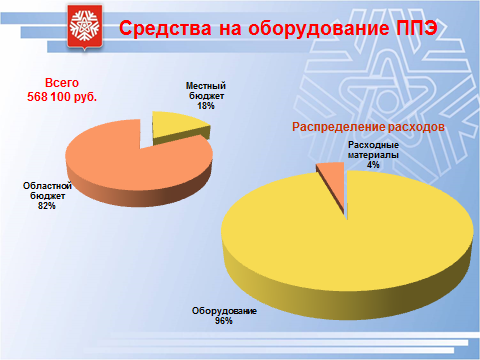 Средства на оборудование ППЭ
Всего
568 100 руб.
Местный
бюджет
18%
Областной
бюджет
82%
Распределение расходов
Расходные
материалы
4%
Оборудование
96%